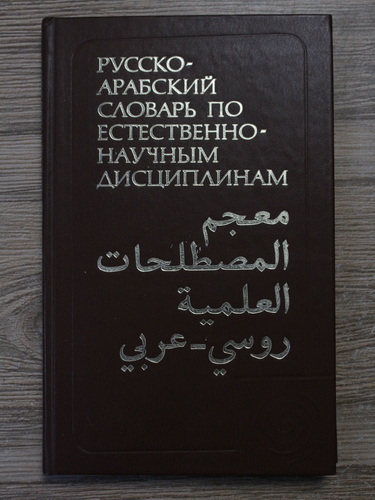 РУССКО-
АРАБСКИЙ
СЛОВАРЬ ПО
ЕСТЕСТВЕННО-
НАУЧНЫМ
ДИСЦИПЛИНАМ
معجم
المصطلحات
العلمية
روسي-عربي